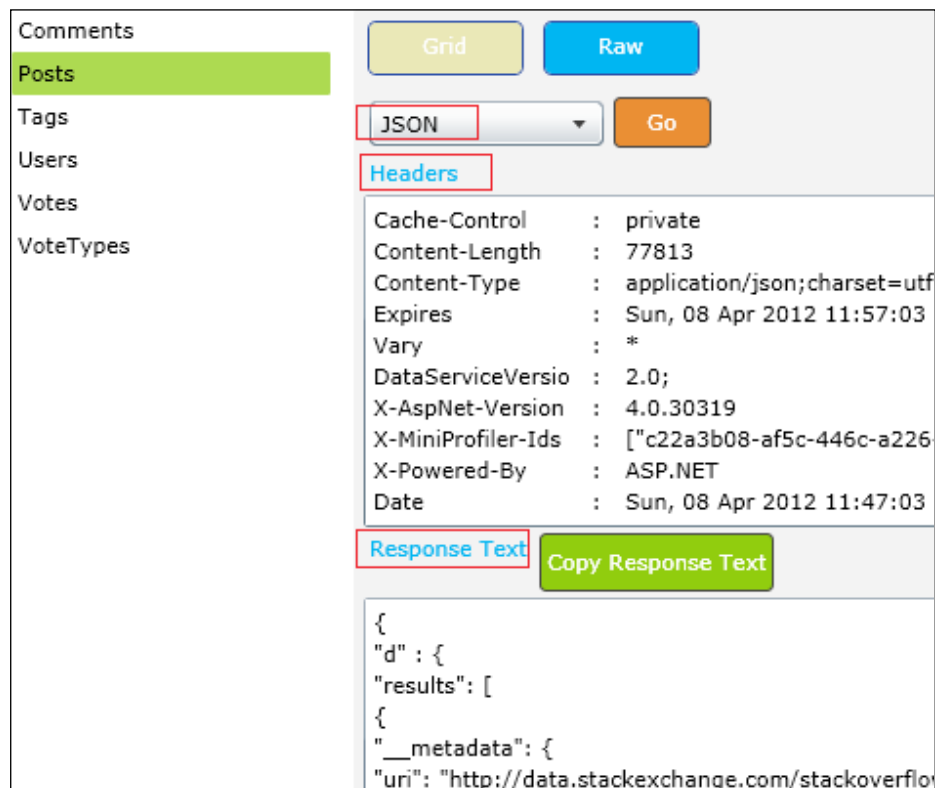 Comments
Posts
Tags
Users
Votes
VoteTypes
Grid
Raw
JSON
Go
Headers
Cache-Control : private
Content-Length : 77813
Content-Type : application/json;charset=utf
Expires : Sun, 08 Apr 2012 11:57:03
Vary : *
DataServiceVersio : 2.0;
X-AspNet-Version : 4.0.30319
X-MiniProfiler-Ids : ["c22a3b08-af5c-446c-a226-
X-Powered-By : ASP.NET
Date : Sun, 08 Apr 2012 11:47:03
Response Text
Copy Response Text
{
"d" : {
"results": [
{
"__metadata": {
"uri": "http://data.stackexchange.com/stackoverflow